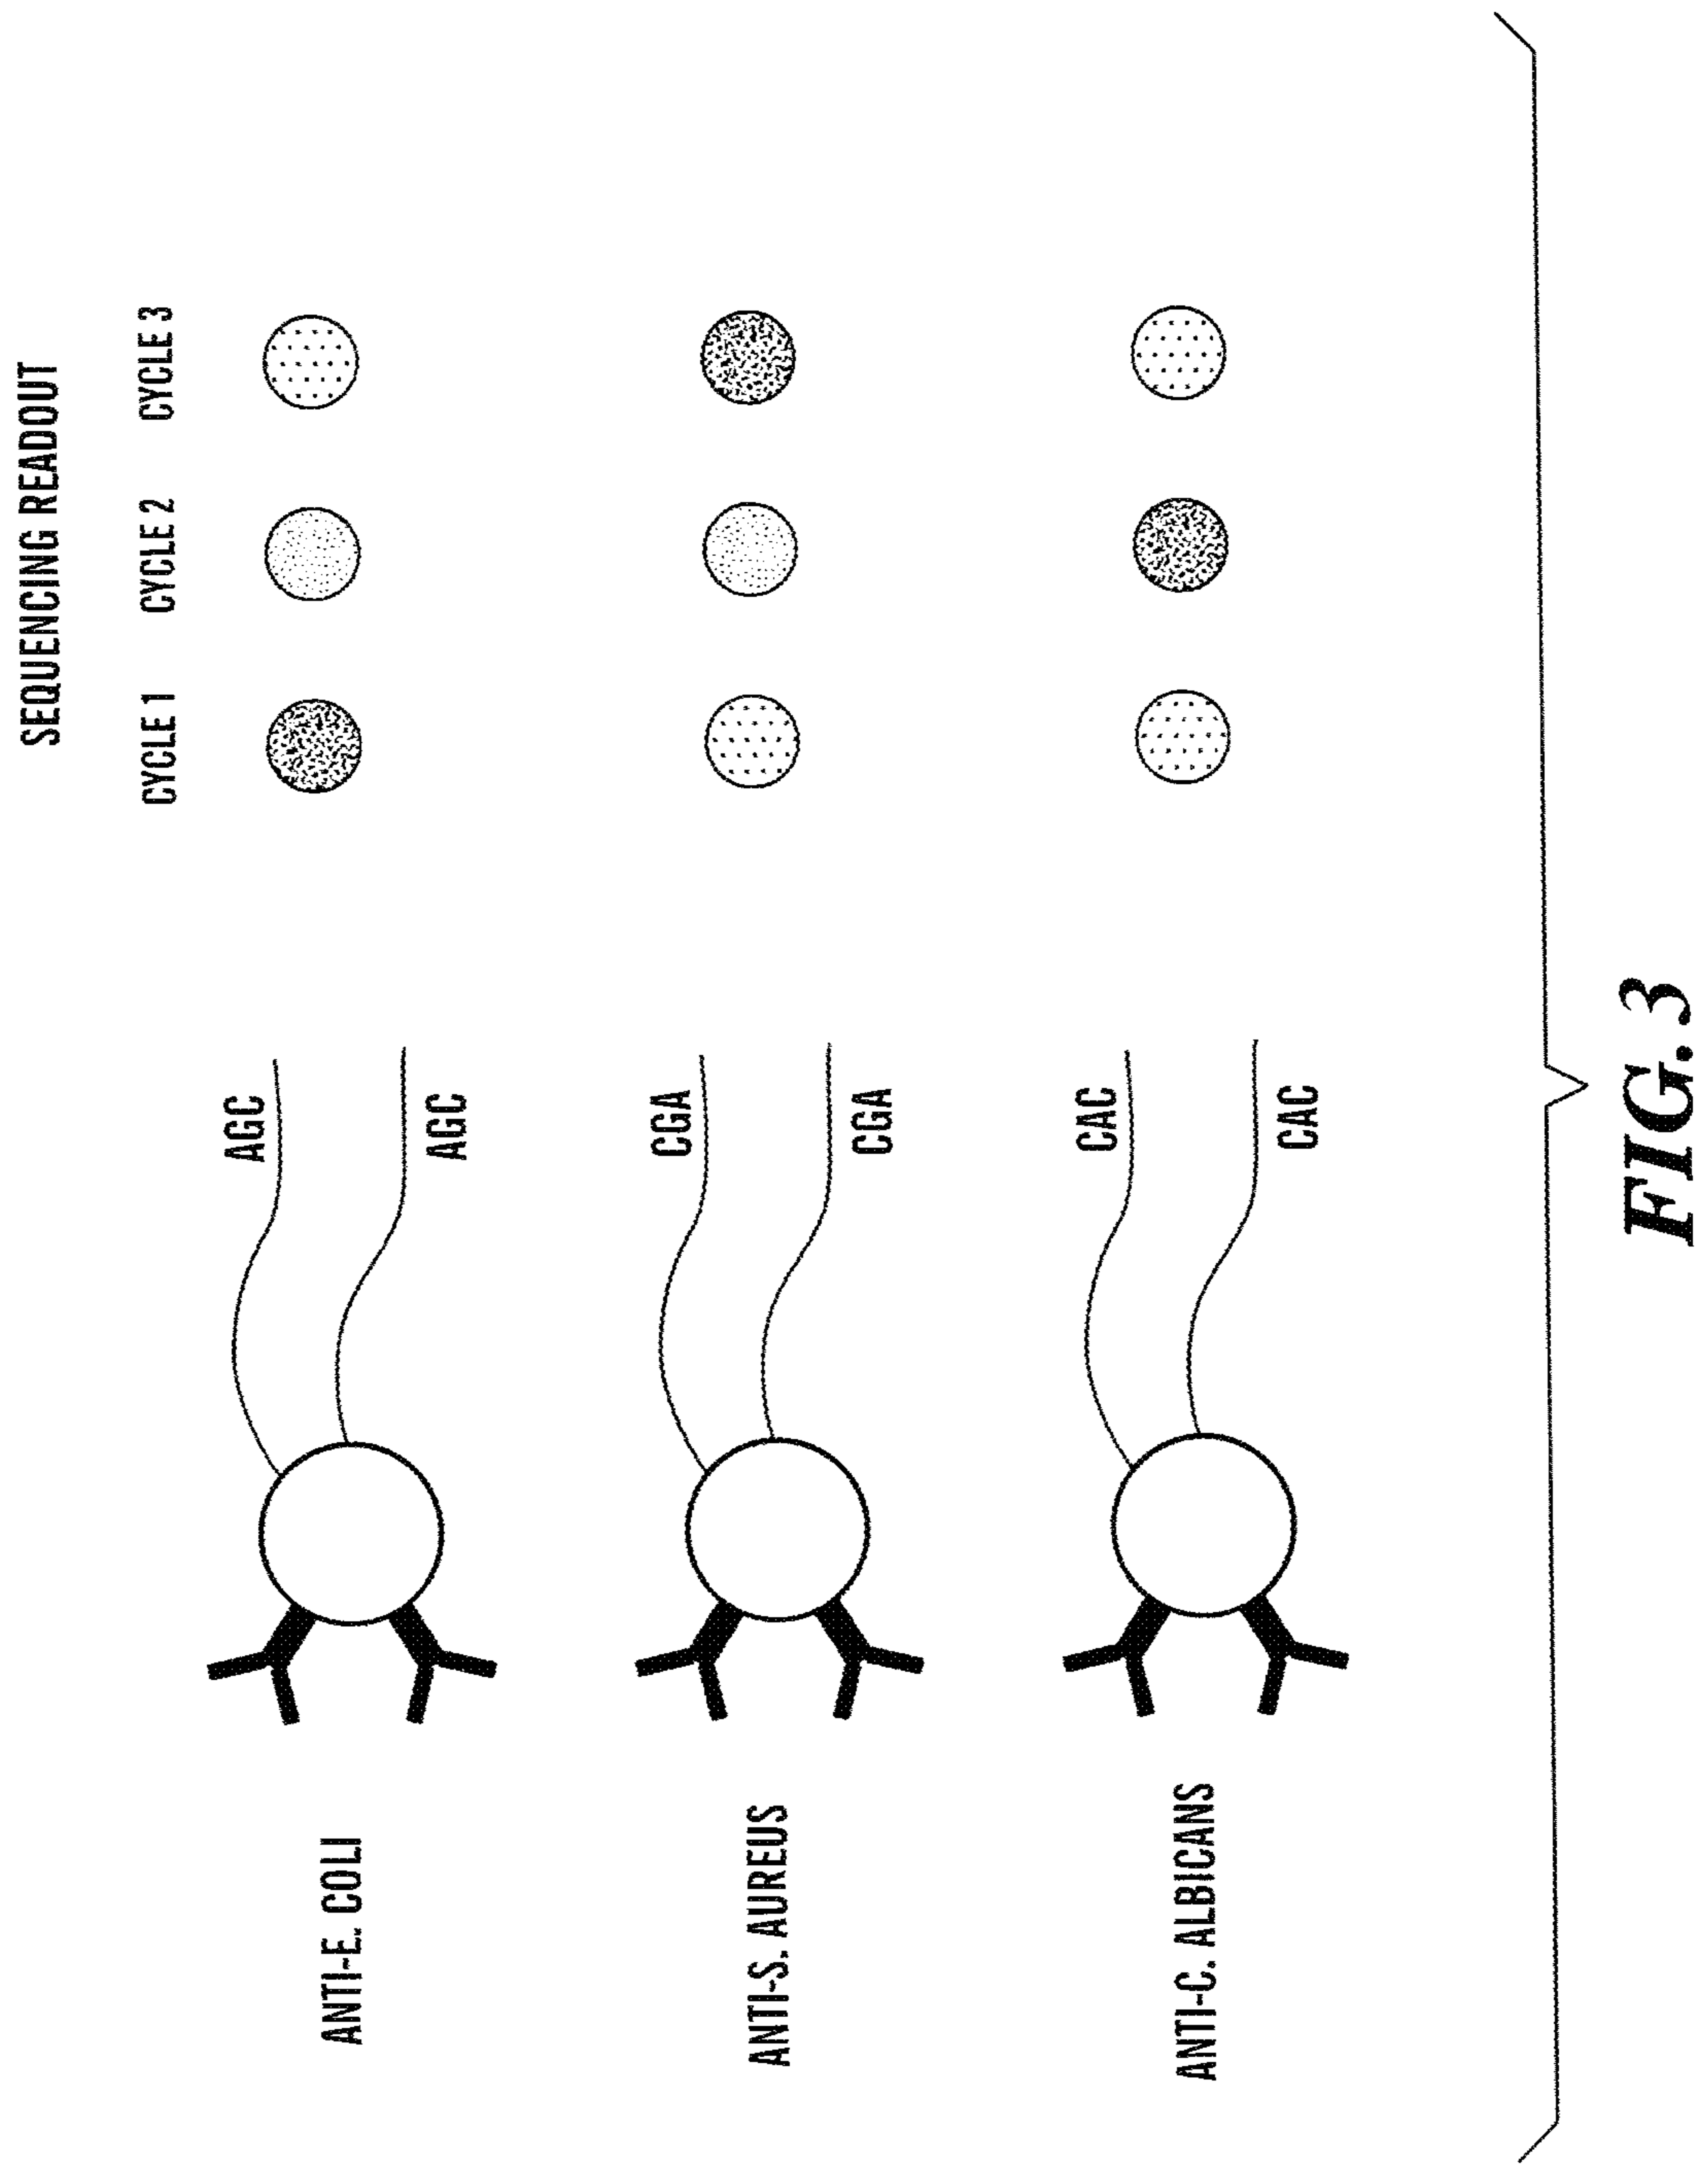 SEQUENCING READOUT
CYCLE 1 CYCLE 2 CYCLE 3
AGC
ANTI-E. COLI
AGC
CGA
ANTI-S. AUREUS
CGA
CAC
ANTI-C. ALBICANS
CAC
FIG. 3